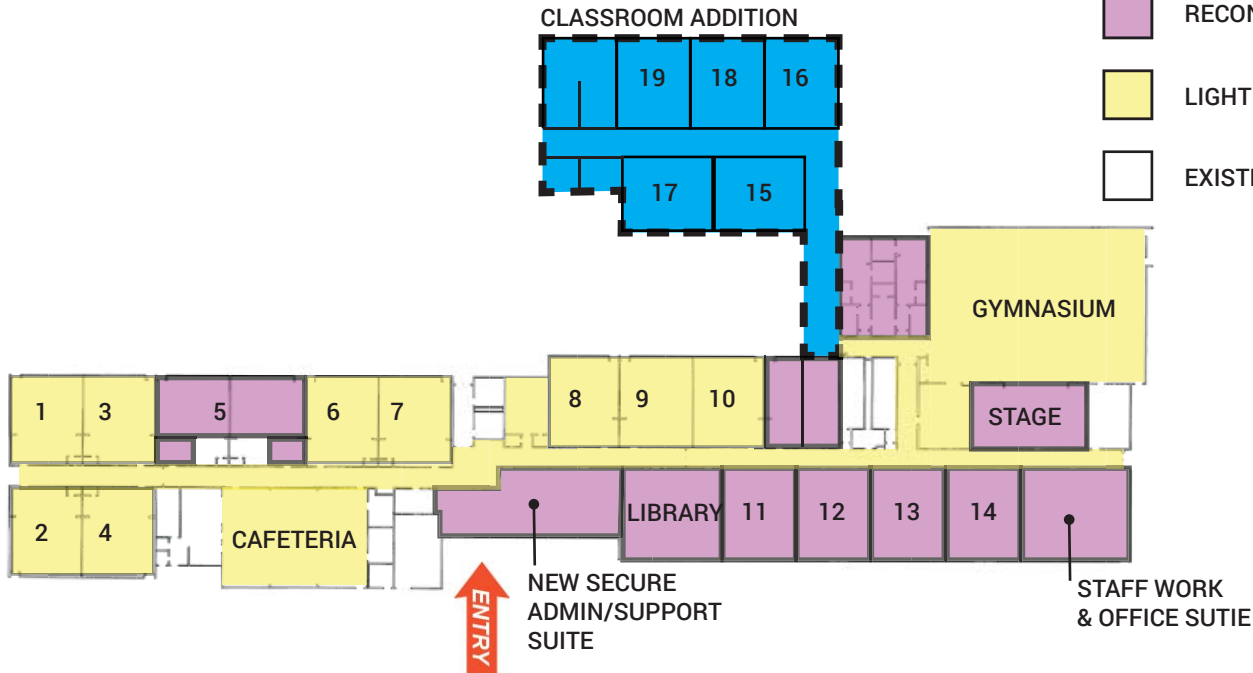 CLASSROOM ADDITION
RECON
LIGHT
EXISTI
19 18 16
17 15
GYMNASIUM
STAGE
8 9 10
1 3 5 6 7
2 4
CAFETERIA
LIBRARY 11 12 13 14
ENTRY
NEW SECURE
ADMIN/SUPPORT
SUITE
STAFF WORK
& OFFICE SUTIE